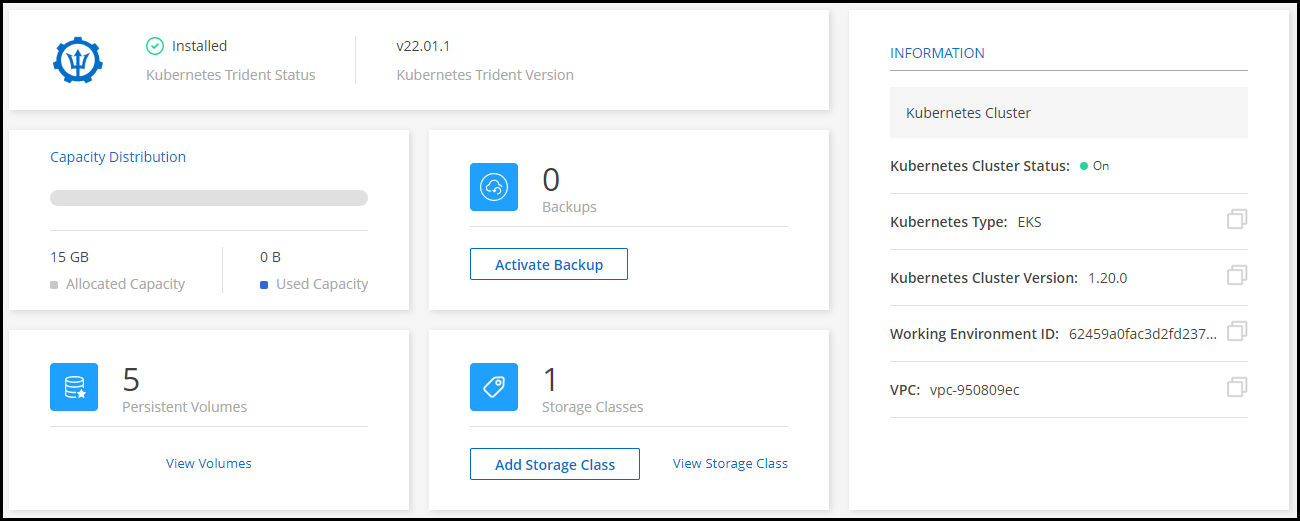 Installed
Kubernetes Trident Status
v22.01.1
Kubernetes Trident Version
Capacity Distribution
15 GB
Allocated Capacity
0 B
Used Capacity
0
Backups
Activate Backup
5
Persistent Volumes
View Volumes
1
Storage Classes
Add Storage Class
View Storage Class
INFORMATION
Kubernetes Cluster
Kubernetes Cluster Status: On
Kubernetes Type: EKS
Kubernetes Cluster Version: 1.20.0
Working Environment ID: 62459a0fac3d2fd237...
VPC: vpc-950809ec